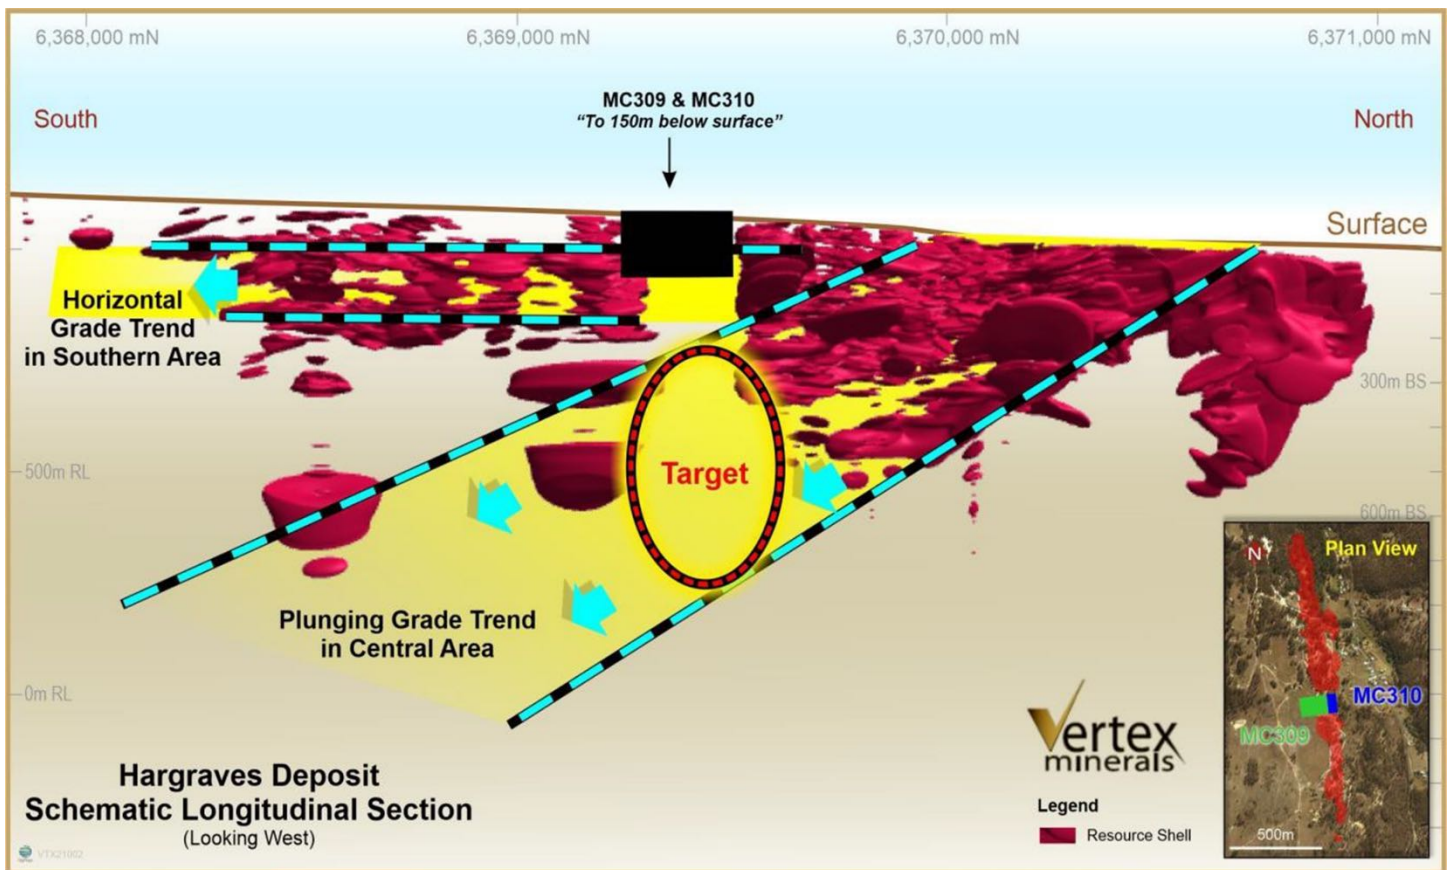 6,368,000 mN
6,369,000 mN
6,370,000 mN
6,371,000 mN
South
MC309 & MC310
“To 150m below surface”
North
Surface
Horizontal
Grade Trend
in Southern Area
300m BS
500m RL
Target
600m BS
Plunging Grade Trend
in Central Area
0m RL
N
Plan View
MC310
MC309
500m
Vertex
minerals
Legend
Resource Shell
Hargraves Deposit
Schematic Longitudinal Section
(Looking West)
VTX21002